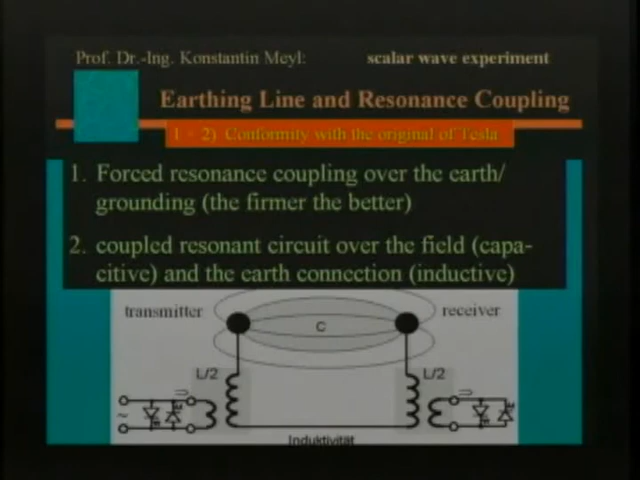 Prof. Dr.-Ing. Konstantin Meyl: scalar wave experiment
Earthing Line and Resonance Coupling
1 - 2) Conformity with the original of Tesla
1. Forced resonance coupling over the earth/
grounding (the firmer the better)
2. coupled resonant circuit over the field (capa-
citive) and the earth connection (inductive)
transmitter receiver
C
L/2 L/2
~
Induktivität